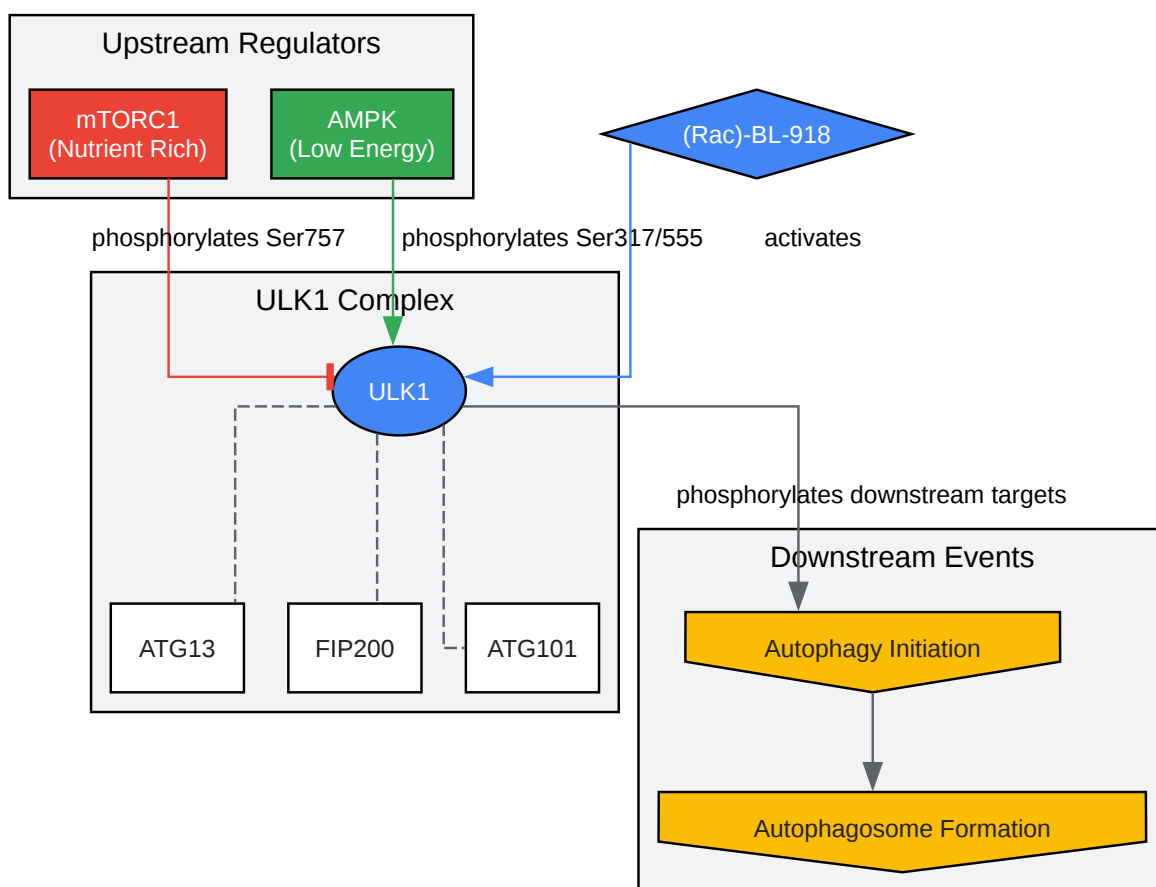 Upstream Regulators
mTORC1
(Nutrient Rich)
AMPK
(Low Energy)
(Rac)-BL-918
phosphorylates Ser757
phosphorylates Ser317/555
activates
ULK1 Complex
ULK1
phosphorylates downstream targets
Downstream Events
ATG13
FIP200
ATG101
Autophagy Initiation
Autophagosome Formation